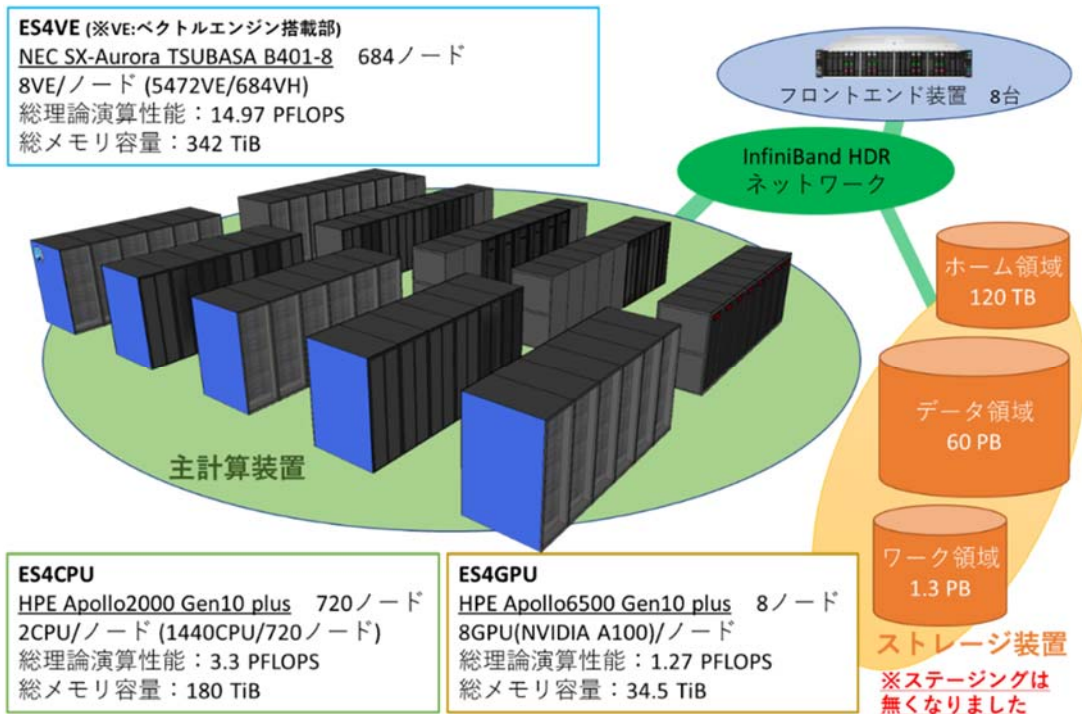 ES4VE (※VE:ベクトルエンジン搭載部)
NEC SX-Aurora TSUBASA B401-8　684ノード
8VE/ノード (5472VE/684VH)
総理論演算性能：14.97 PFLOPS
総メモリ容量：342 TiB
フロントエンド装置　8台
InfiniBand HDR
ネットワーク
ホーム領域
120 TB
データ領域
60 PB
ワーク領域
1.3 PB
ストレージ装置
※ステージングは
無くなりました
主計算装置
ES4CPU
HPE Apollo2000 Gen10 plus　720ノード
2CPU/ノード (1440CPU/720ノード)
総理論演算性能：3.3 PFLOPS
総メモリ容量：180 TiB
ES4GPU
HPE Apollo6500 Gen10 plus　8ノード
8GPU(NVIDIA A100)/ノード
総理論演算性能：1.27 PFLOPS
総メモリ容量：34.5 TiB